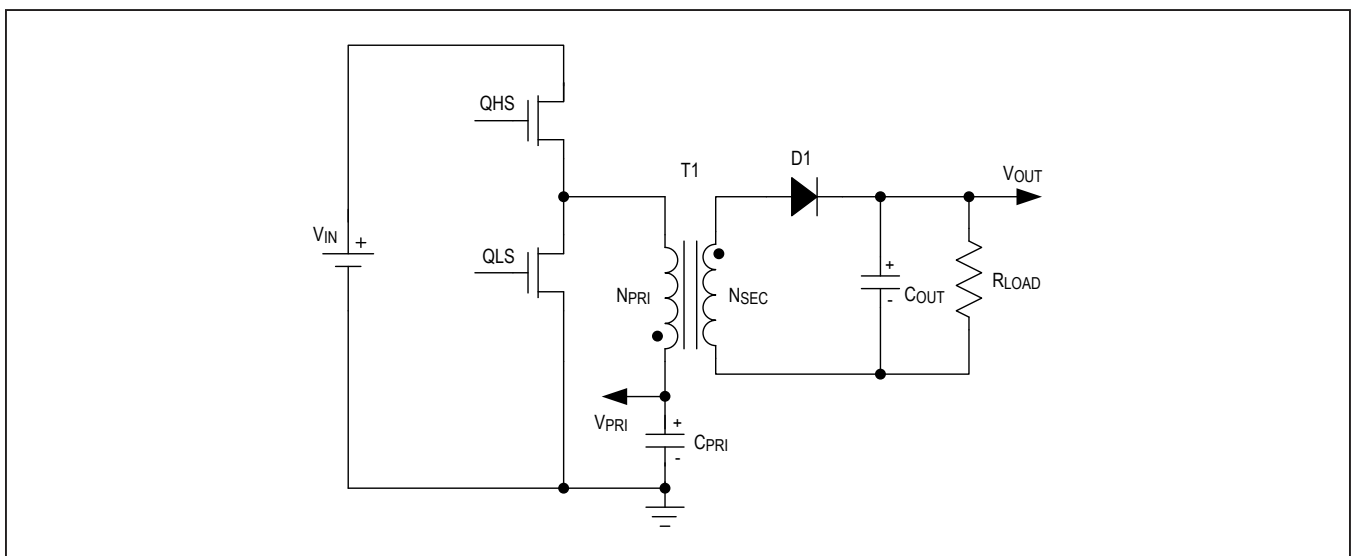 QHS
T1
D1
VOUT
VIN
+
QLS
NPRI
NSEC
+
-
COUT
RLOAD
VPRI
+
-
CPRI